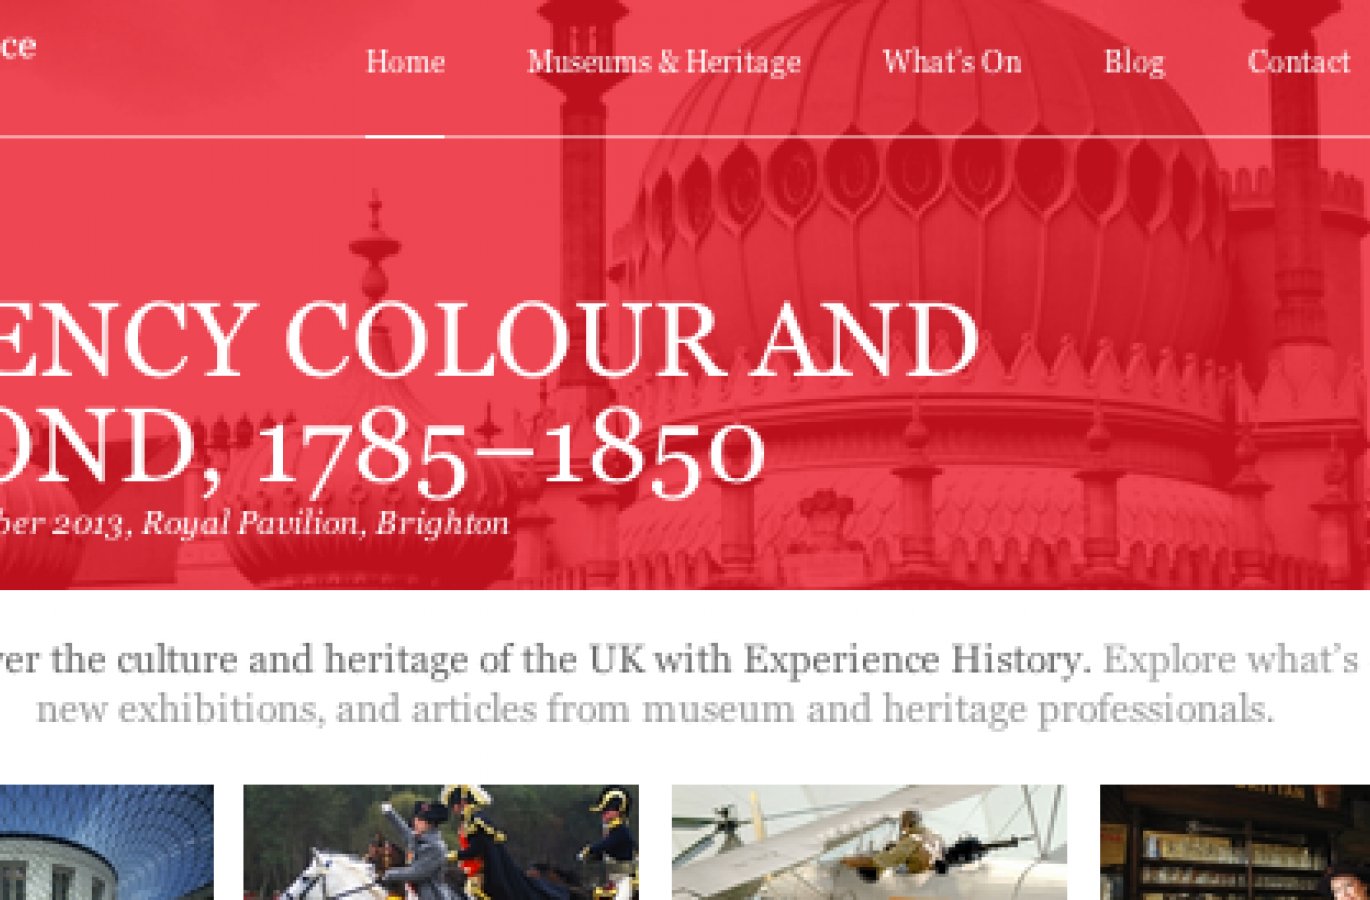 ce
Home Museums & Heritage What's On Blog Contact
ENCY COLOUR AND
OND, 1785–1850
ber 2013, Royal Pavilion, Brighton
ver the culture and heritage of the UK with Experience History. Explore what's
new exhibitions, and articles from museum and heritage professionals.